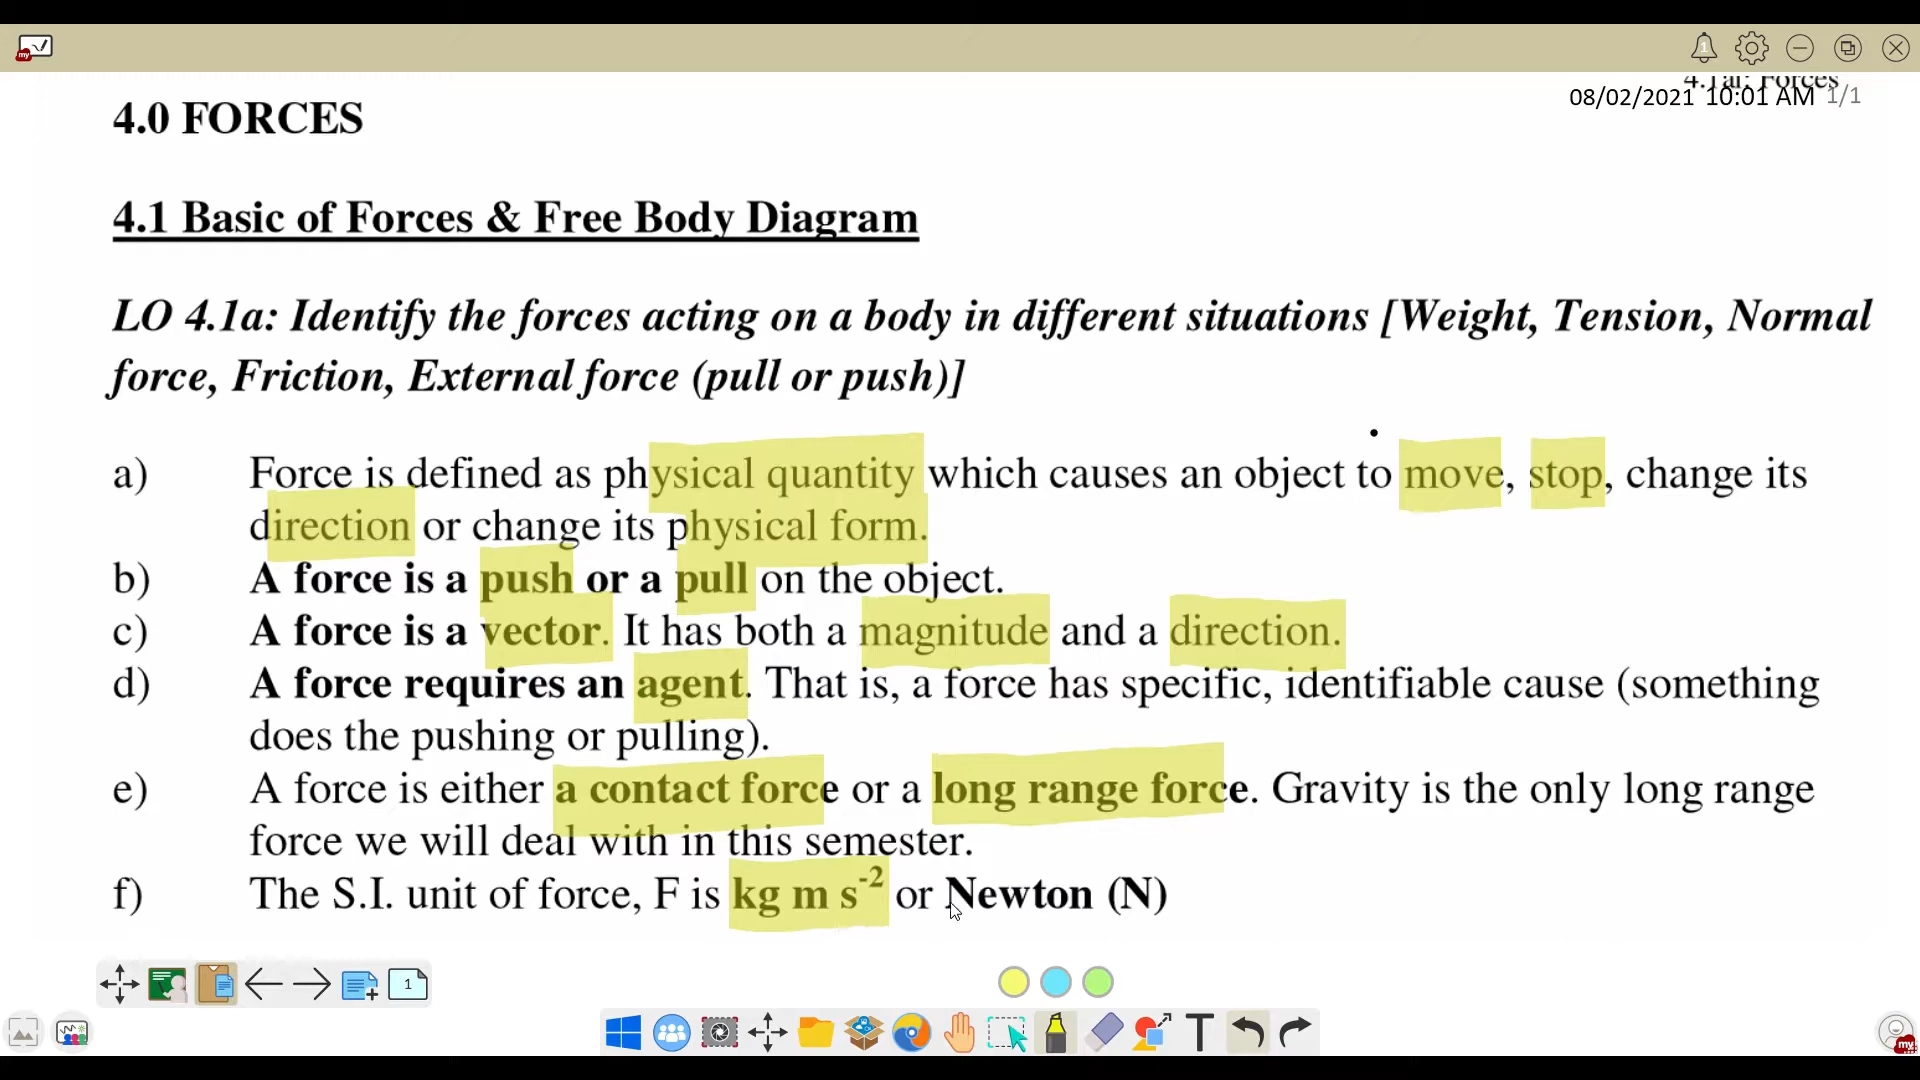 4.1a1: Forces
08/02/2021 10:01 AM 1/1
4.0 FORCES
4.1 Basic of Forces & Free Body Diagram
LO 4.1a: Identify the forces acting on a body in different situations [Weight, Tension, Normal
force, Friction, External force (pull or push)]
a) Force is defined as physical quantity which causes an object to move, stop, change its
direction or change its physical form.
b) A force is a push or a pull on the object.
c) A force is a vector. It has both a magnitude and a direction.
d) A force requires an agent. That is, a force has specific, identifiable cause (something
does the pushing or pulling).
e) A force is either a contact force or a long range force. Gravity is the only long range
force we will deal with in this semester.
f) The S.I. unit of force, F is kg m s⁻² or Newton (N)
1
T
my
my
1